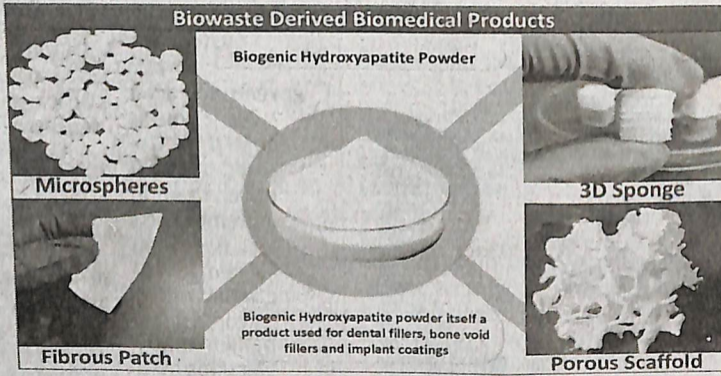 Biowaste Derived Biomedical Products
Biogenic Hydroxyapatite Powder
Microspheres
3D Sponge
Biogenic Hydroxyapatite powder itself a
product used for dental fillers, bone void
fillers and implant coatings
Fibrous Patch
Porous Scaffold